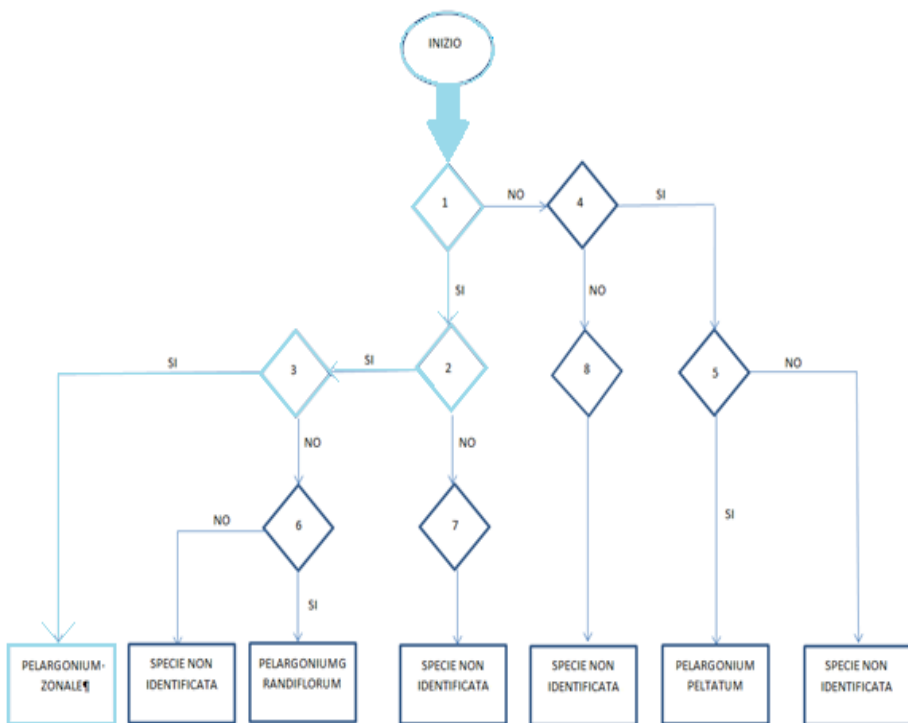 INIZIO
1
NO
4
SI
SI
NO
SI
3
SI
2
8
5
NO
NO
NO
NO
6
7
SI
SI
PELARGONIUM-
ZONALE¶
SPECIE NON
IDENTIFICATA
PELARGONIUMG
RANDIFLORUM
SPECIE NON
IDENTIFICATA
SPECIE NON
IDENTIFICATA
PELARGONIUM
PELTATUM
SPECIE NON
IDENTIFICATA